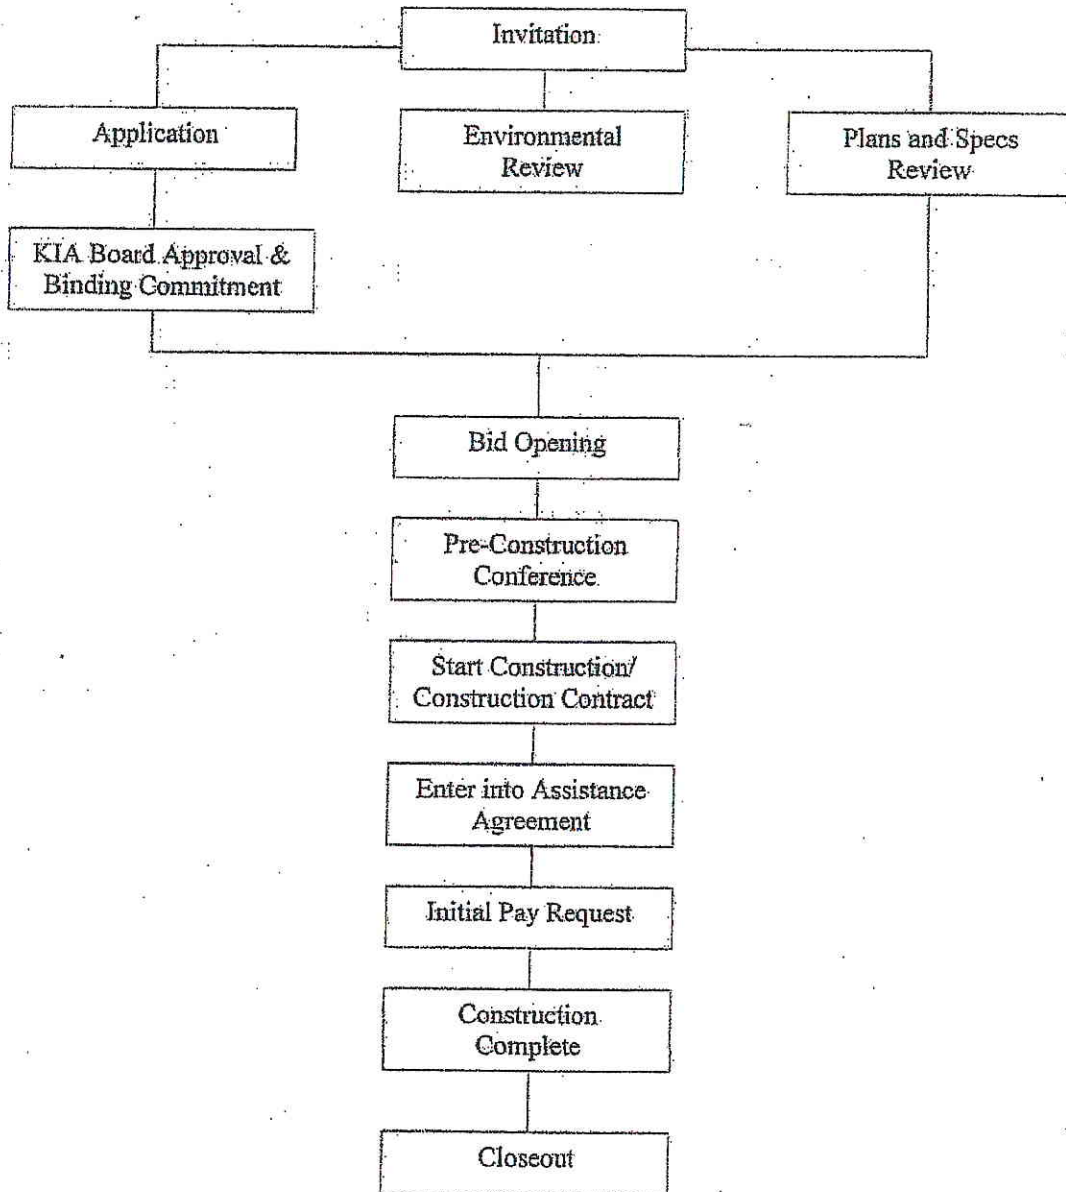 Invitation
Application
Environmental
Review
Plans and Specs
Review
KIA Board Approval &
Binding Commitment
Bid Opening
Pre-Construction
Conference
Start Construction/
Construction Contract
Enter into Assistance
Agreement
Initial Pay Request
Construction
Complete
Closeout